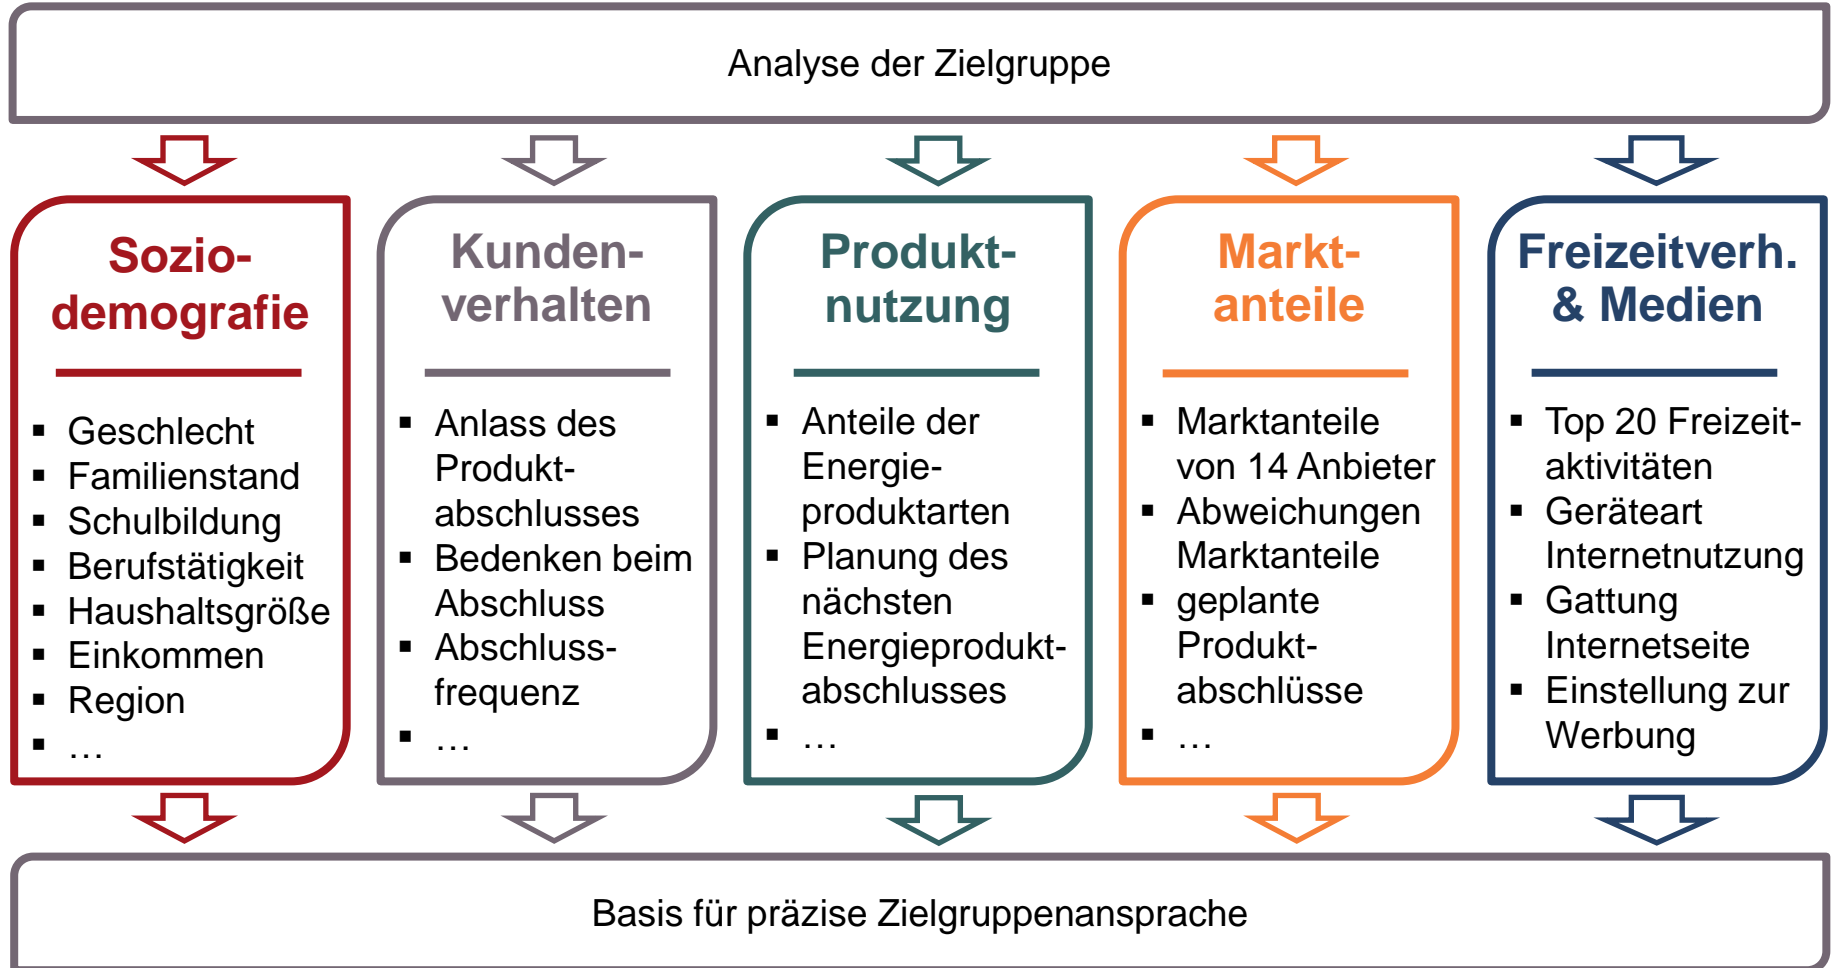 Analyse der Zielgruppe
Sozio-
demografie
▪ Geschlecht
▪ Familienstand
▪ Schulbildung
▪ Berufstätigkeit
▪ Haushaltsgröße
▪ Einkommen
▪ Region
▪ …
Kunden-
verhalten
▪ Anlass des
Produkt-
abschlusses
▪ Bedenken beim
Abschluss
▪ Abschluss-
frequenz
▪ …
Produkt-
nutzung
▪ Anteile der
Energie-
produktarten
▪ Planung des
nächsten
Energieprodukt-
abschlusses
▪ …
Markt-
anteile
▪ Marktanteile
von 14 Anbieter
▪ Abweichungen
Marktanteile
▪ geplante
Produkt-
abschlüsse
▪ …
Freizeitverh.
& Medien
▪ Top 20 Freizeit-
aktivitäten
▪ Geräteart
Internetnutzung
▪ Gattung
Internetseite
▪ Einstellung zur
Werbung
Basis für präzise Zielgruppenansprache